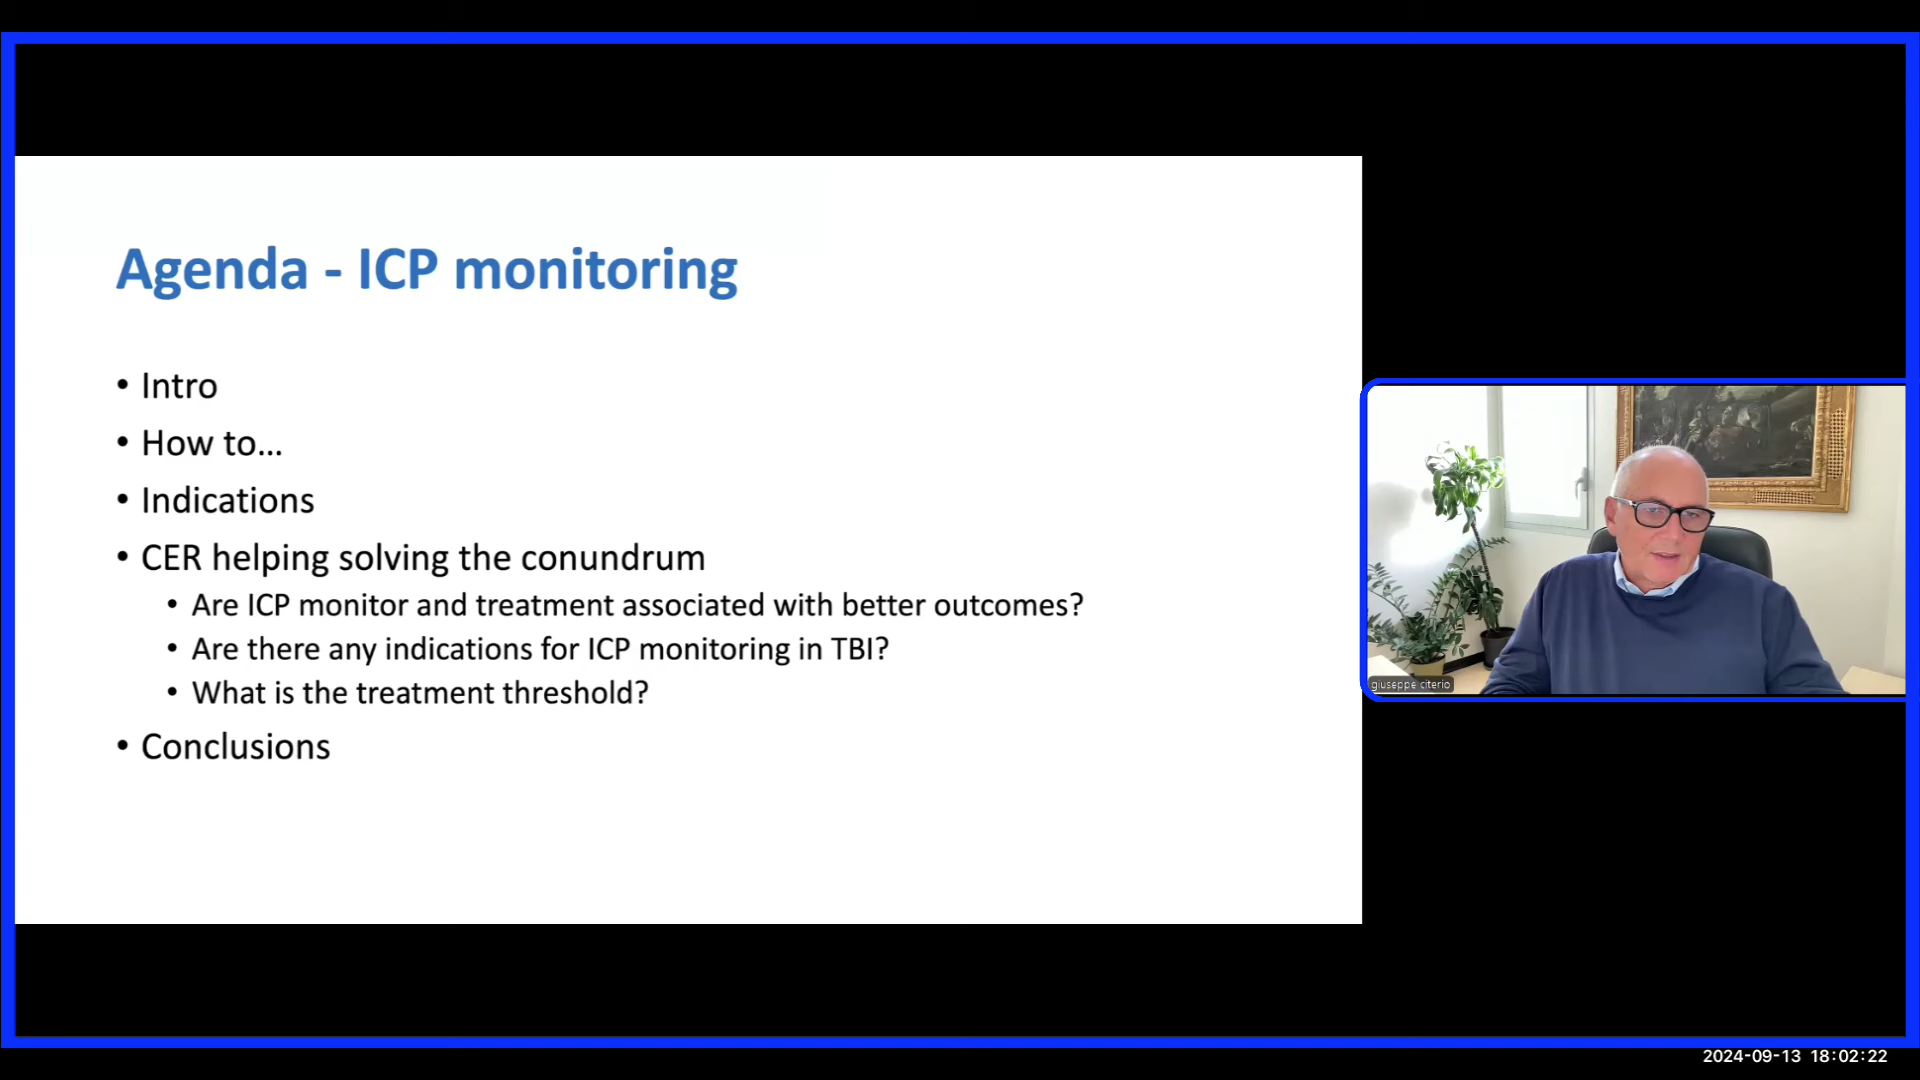 Agenda - ICP monitoring
• Intro
• How to...
• Indications
• CER helping solving the conundrum
• Are ICP monitor and treatment associated with better outcomes?
• Are there any indications for ICP monitoring in TBI?
• What is the treatment threshold?
• Conclusions
giuseppe citerio
2024-09-13 18:02:22